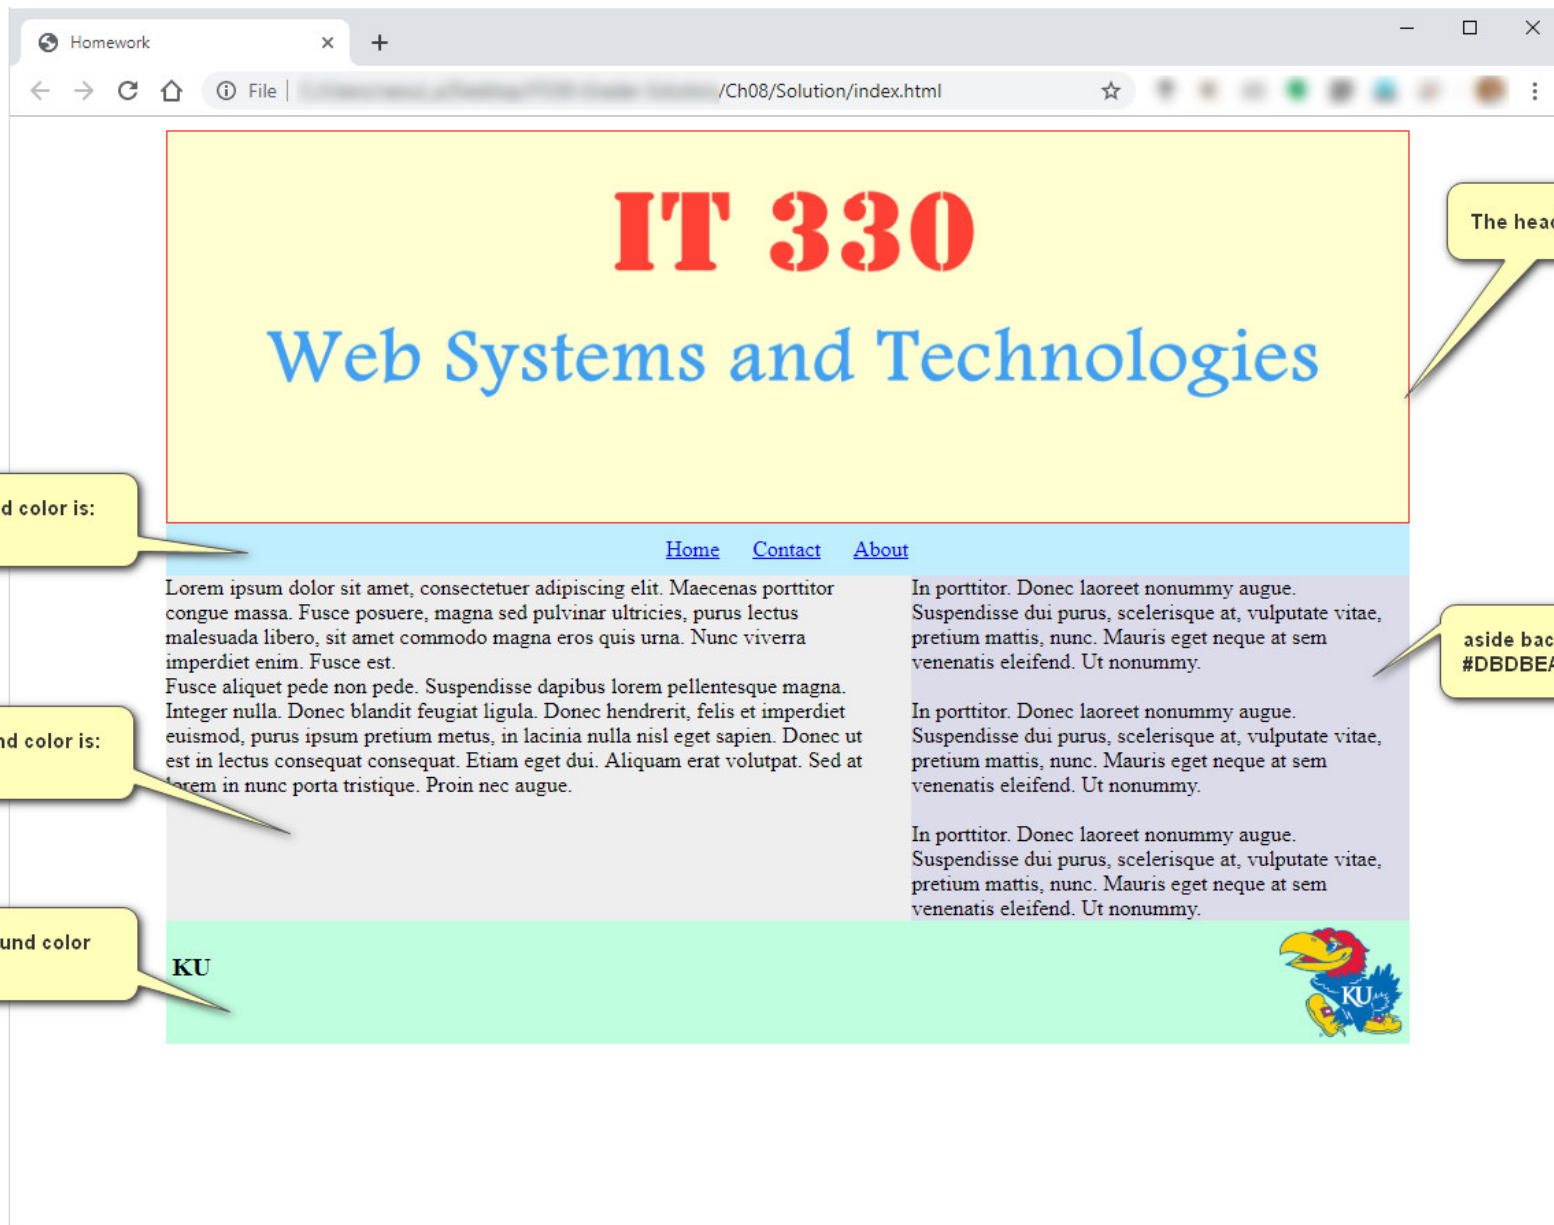 Homework
File
/Ch08/Solution/index.html
IT 330
Web Systems and Technologies
The head
d color is:
Home Contact About
Lorem ipsum dolor sit amet, consectetuer adipiscing elit. Maecenas porttitor
congue massa. Fusce posuere, magna sed pulvinar ultricies, purus lectus
malesuada libero, sit amet commodo magna eros quis urna. Nunc viverra
imperdiet enim. Fusce est.
Fusce aliquet pede non pede. Suspendisse dapibus lorem pellentesque magna.
Integer nulla. Donec blandit feugiat ligula. Donec hendrerit, felis et imperdiet
euismod, purus ipsum pretium metus, in lacinia nulla nisl eget sapien. Donec ut
est in lectus consequat consequat. Etiam eget dui. Aliquam erat volutpat. Sed at
lorem in nunc porta tristique. Proin nec augue.
In porttitor. Donec laoreet nonummy augue.
Suspendisse dui purus, scelerisque at, vulputate vitae,
pretium mattis, nunc. Mauris eget neque at sem
venenatis eleifend. Ut nonummy.
In porttitor. Donec laoreet nonummy augue.
Suspendisse dui purus, scelerisque at, vulputate vitae,
pretium mattis, nunc. Mauris eget neque at sem
venenatis eleifend. Ut nonummy.
In porttitor. Donec laoreet nonummy augue.
Suspendisse dui purus, scelerisque at, vulputate vitae,
pretium mattis, nunc. Mauris eget neque at sem
venenatis eleifend. Ut nonummy.
aside bac
#DBDBEA
nd color is:
und color
KU
KU